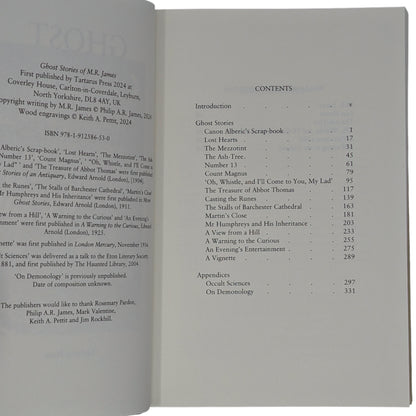 Ghost Stories of M.R. James
First published by Tartarus Press 2024 at
Coverley House, Carlton-in-Coverdale, Leyburn,
North Yorkshire, DL8 4AY, UK
Copyright writing by M.R. James © Philip A.R. James, 2024
Wood engravings © Keith A. Pettit, 2024
ISBN 978-1-912586-53-0
Alberic's Scrap-book', 'Lost Hearts', 'The Mezzotint', 'The Ash-
Number 13', 'Count Magnus', '"Oh, Whistle, and I'll Come to
Lad"' and 'The Treasure of Abbot Thomas' were first published in
Stories of an Antiquary, Edward Arnold (London), 1904.
the Runes', 'The Stalls of Barchester Cathedral', 'Martin's Close'
Mr Humphreys and His Inheritance' were first published in More
Ghost Stories, Edward Arnold (London), 1911.
View from a Hill', 'A Warning to the Curious' and 'An Evening's
Entertainment' were first published in A Warning to the Curious, Edward
Arnold (London), 1925.
Vignette' was first published in London Mercury, November 1936
Occult Sciences' was delivered as a talk to the Eton Literary Society
1881, and first published by The Haunted Library, 2004.
'On Demonology' is previously unpublished.
Date of composition unknown.
The publishers would like to thank Rosemary Pardoe,
Philip A.R. James, Mark Valentine,
Keith A. Pettit and Jim Rockhill.
CONTENTS
Introduction v
Ghost Stories
Canon Alberic's Scrap-book 1
Lost Hearts 17
The Mezzotint 31
The Ash-Tree 45
Number 13 61
Count Magnus 79
'Oh, Whistle, and I'll Come to You, My Lad' 95
The Treasure of Abbot Thomas 117
Casting the Runes 139
The Stalls of Barchester Cathedral 163
Martin's Close 181
Mr Humphreys and His Inheritance 203
A View from a Hill 233
A Warning to the Curious 255
An Evening's Entertainment 275
A Vignette 289
Appendices
Occult Sciences 297
On Demonology 331